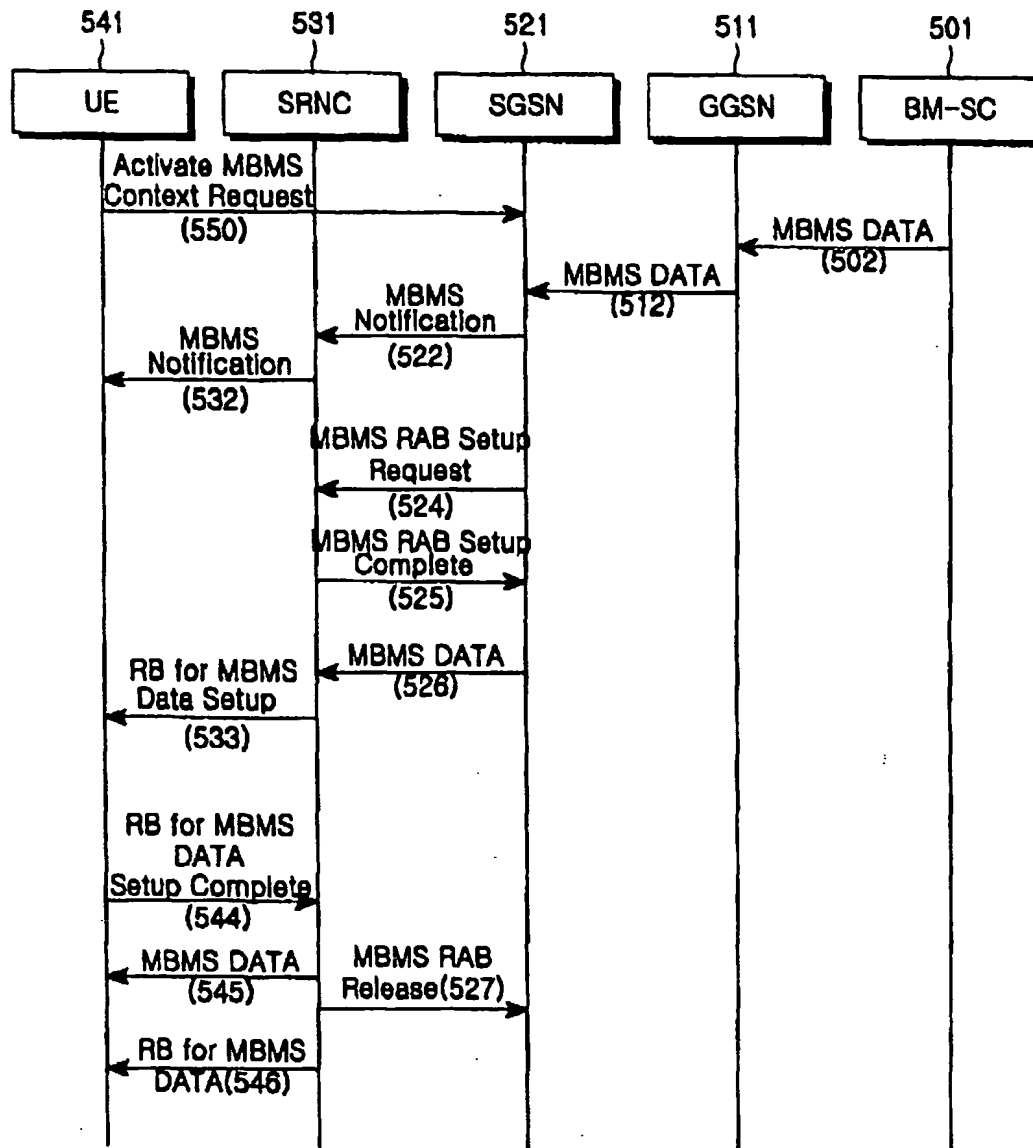 541 531 521 511 501
UE SRNC SGSN GGSN BM-SC
Activate MBMS
Context Request
(550)
MBMS DATA
(502)
MBMS DATA
(512)
MBMS
Notification
(522)
MBMS
Notification
(532)
MBMS RAB Setup
Request
(524)
MBMS RAB Setup
Complete
(525)
MBMS DATA
(526)
RB for MBMS
Data Setup
(533)
RB for MBMS
DATA
Setup Complete
(544)
MBMS DATA
(545)
MBMS RAB
Release(527)
RB for MBMS
DATA(546)